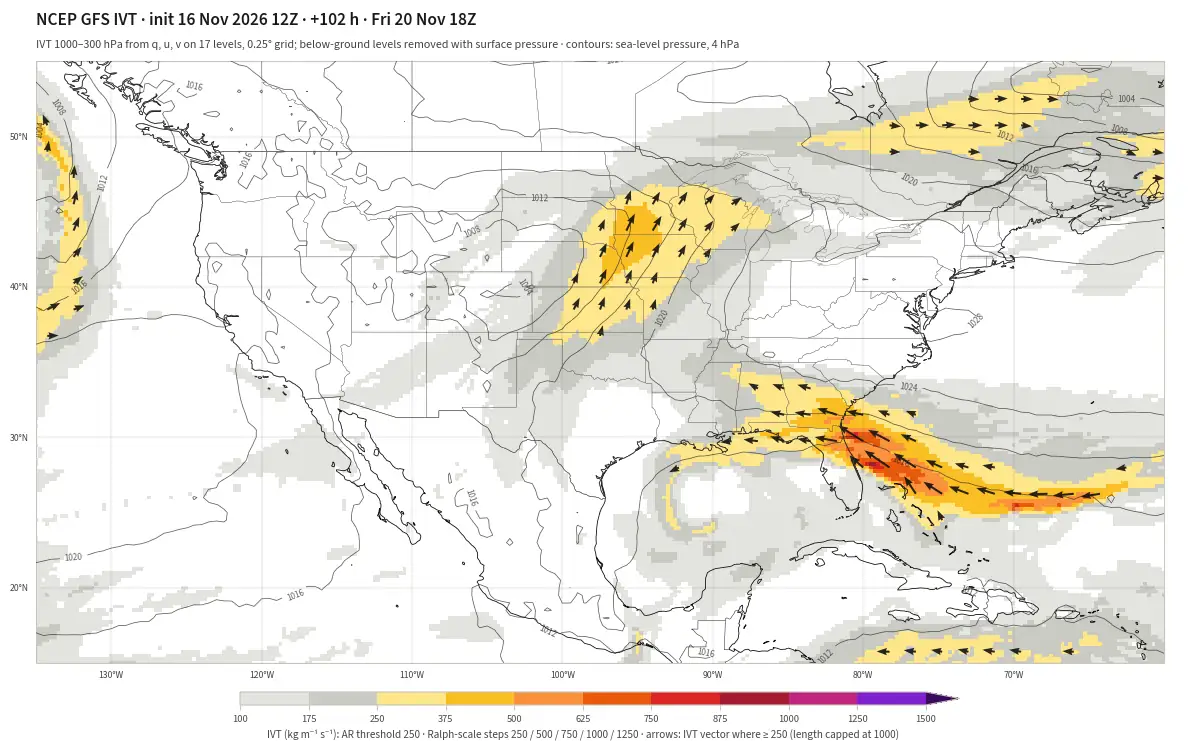 NCEP GFS IVT · init 16 Nov 2026 12Z · +102 h · Fri 20 Nov 18Z
IVT 1000–300 hPa from q, u, v on 17 levels, 0.25° grid; below-ground levels removed with surface pressure · contours: sea-level pressure, 4 hPa
1016
1008
1004
1004
1012
1008
50°N
1016
1016
1020
1012
1012
1008
1016
1004
40°N
1020
1028
1024
30°N
1016
1020
20°N
1016
1012
1016
1012
130°W
120°W
110°W
100°W
90°W
80°W
70°W
100
175
250
375
500
625
750
875
1000
1250
1500
IVT (kg m⁻¹ s⁻¹): AR threshold 250 · Ralph-scale steps 250 / 500 / 750 / 1000 / 1250 · arrows: IVT vector where ≥ 250 (length capped at 1000)